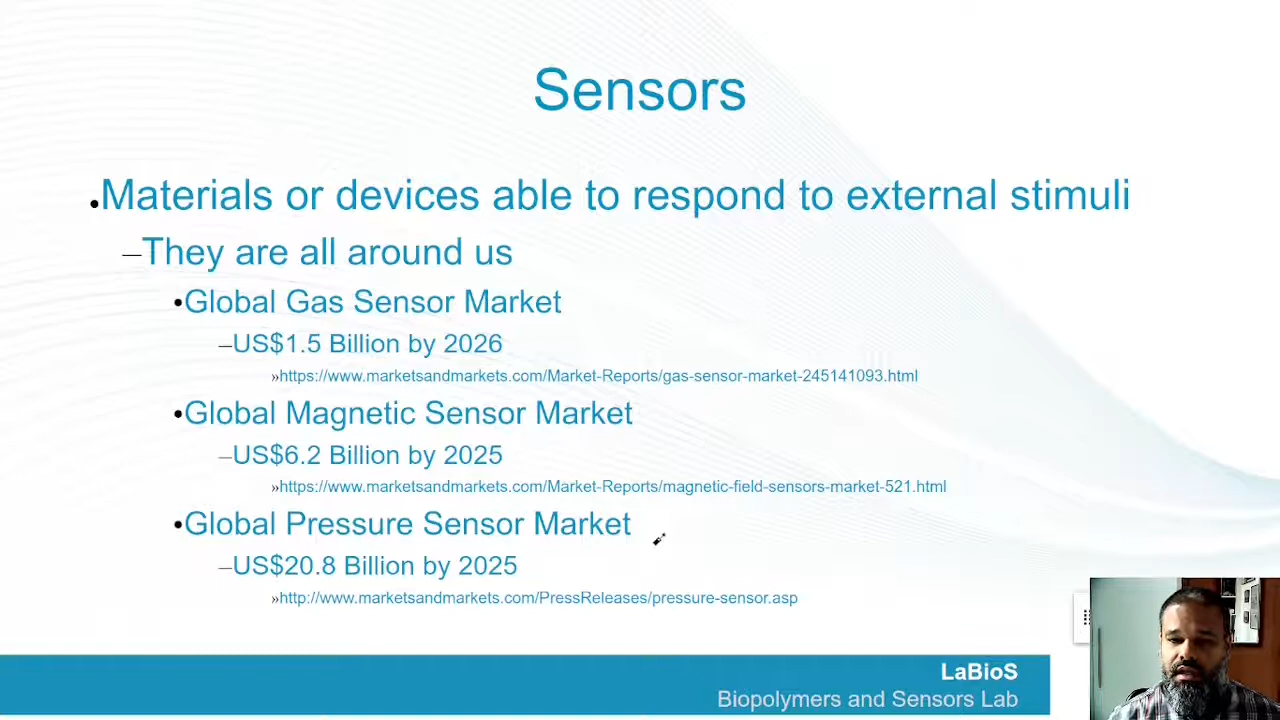 Sensors
•Materials or devices able to respond to external stimuli
–They are all around us
•Global Gas Sensor Market
–US$1.5 Billion by 2026
»https://www.marketsandmarkets.com/Market-Reports/gas-sensor-market-245141093.html
•Global Magnetic Sensor Market
–US$6.2 Billion by 2025
»https://www.marketsandmarkets.com/Market-Reports/magnetic-field-sensors-market-521.html
•Global Pressure Sensor Market
–US$20.8 Billion by 2025
»http://www.marketsandmarkets.com/PressReleases/pressure-sensor.asp
LaBioS
Biopolymers and Sensors Lab